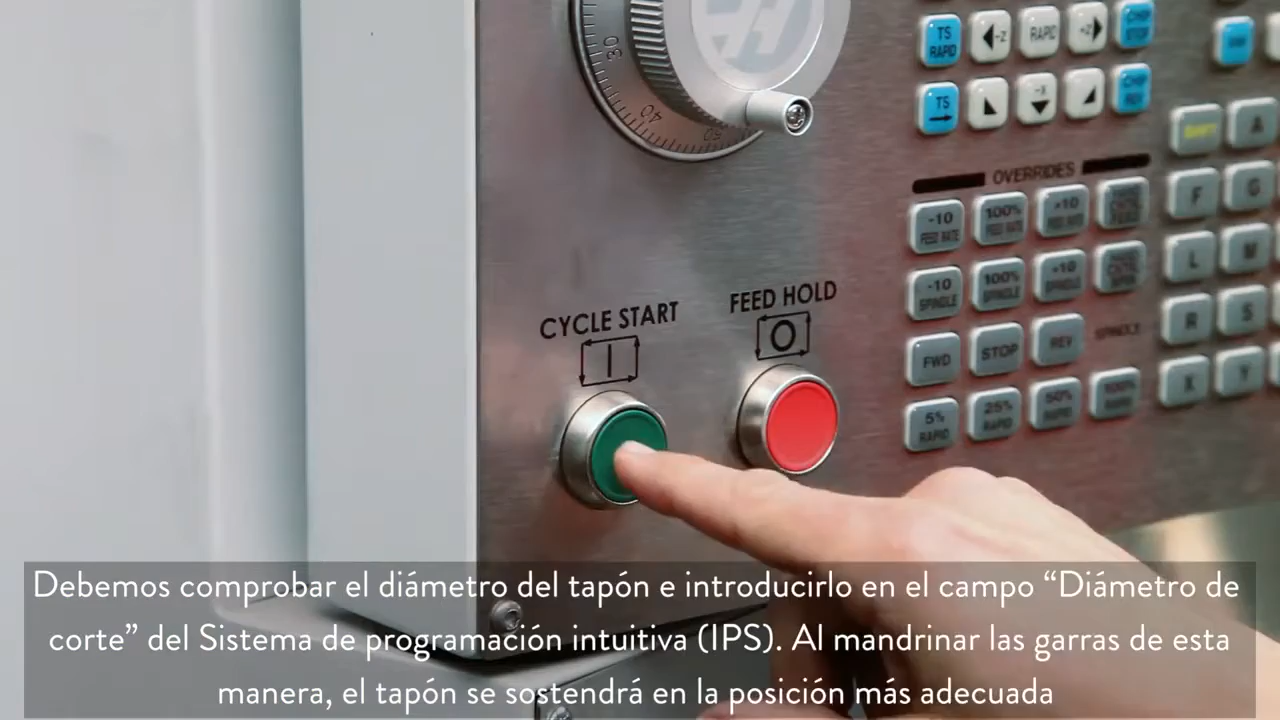 30
40
50
TS RAPID
-Z
RAPID
+Z
TS
-X
SHIFT
A
OVERRIDES
-10 FEED RATE
100% FEED RATE
+10 FEED RATE
F
G
-10 SPINDLE
100% SPINDLE
+10 SPINDLE
L
M
FWD
STOP
REV
SPINDLE
R
S
5% RAPID
25% RAPID
50% RAPID
100% RAPID
X
Y
CYCLE START
FEED HOLD
Debemos comprobar el diámetro del tapón e introducirlo en el campo “Diámetro de
corte” del Sistema de programación intuitiva (IPS). Al mandrinar las garras de esta
manera, el tapón se sostendrá en la posición más adecuada